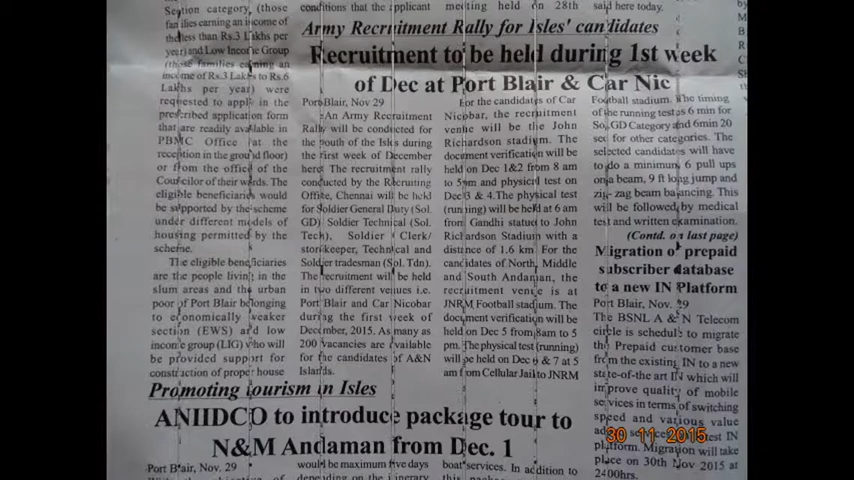 Section category, (those
families earning an income of
the less than Rs.3 Lakhs per
year) and Low Income Group
(those families earning an
income of Rs.3 Lakhs to Rs.6
Lakhs per year) were
requested to apply in the
prescribed application form
that are readily available in
PBMC Office (at the
reception in the ground floor)
or from the office of the
Councilor of their wards. The
eligible beneficiaries would
be supported by the scheme
under different models of
housing permitted by the
scheme.
The eligible beneficiaries
are the people living in the
slum areas and the urban
poor of Port Blair belonging
to economically weaker
section (EWS) and low
income group (LIG) who will
be provided support for
construction of proper house
conditions that the applicant
meeting held on 28th
said here today.
Army Recruitment Rally for Isles' candidates
Recruitment to be held during 1st week
of Dec at Port Blair & Car Nic
Port Blair, Nov 29
An Army Recruitment
Rally will be conducted for
the youth of the Isles during
the first week of December
here. The recruitment rally
conducted by the Recruiting
Office, Chennai will be held
for Soldier General Duty (Sol.
GD) Soldier Technical (Sol.
Tech), Soldier Clerk/
storekeeper, Technical and
Soldier tradesman (Sol. Tdn).
The recruitment will be held
in two different venues i.e.
Port Blair and Car Nicobar
during the first week of
December, 2015. As many as
200 vacancies are available
for the candidates of A&N
Islands.
For the candidates of Car
Nicobar, the recruitment
venue will be the John
Richardson stadium. The
document verification will be
held on Dec 1&2 from 8 am
to 5pm and physical test on
Dec 3 & 4.The physical test
(running) will be held at 6 am
from Gandhi statue to John
Richardson Stadium with a
distance of 1.6 km For the
candidates of North, Middle
and South Andaman, the
recruitment venue is at
JNRM Football stadium. The
document verification will be
held on Dec 5 from 8am to 5
pm. The physical test (running)
will be held on Dec 6 & 7 at 5
am from Cellular Jail to JNRM
Football stadium. The timing
of the running test is 6 min for
Sol.GD Category and 6min 20
sec for other categories. The
selected candidates will have
to do a minimum 6 pull ups
on a beam, 9 ft long jump and
zig- zag beam balancing. This
will be followed by medical
test and written examination.
(Contd. on last page)
Migration of prepaid
subscriber database
to a new IN Platform
Port Blair, Nov. 29
The BSNL A & N Telecom
circle is schedule to migrate
the Prepaid customer base
from the existing IN to a new
state-of-the art IN which will
improve quality of mobile
services in terms of switching
speed and various value
latest IN
platform. Migration will take
place on 30th Nov 2015 at
2400hrs.
Promoting tourism in Isles
ANIIDCO to introduce package tour to
N&M Andaman from Dec. 1
Port Blair, Nov. 29
would be maximum five days
boat services. In addition to
30 11 2015